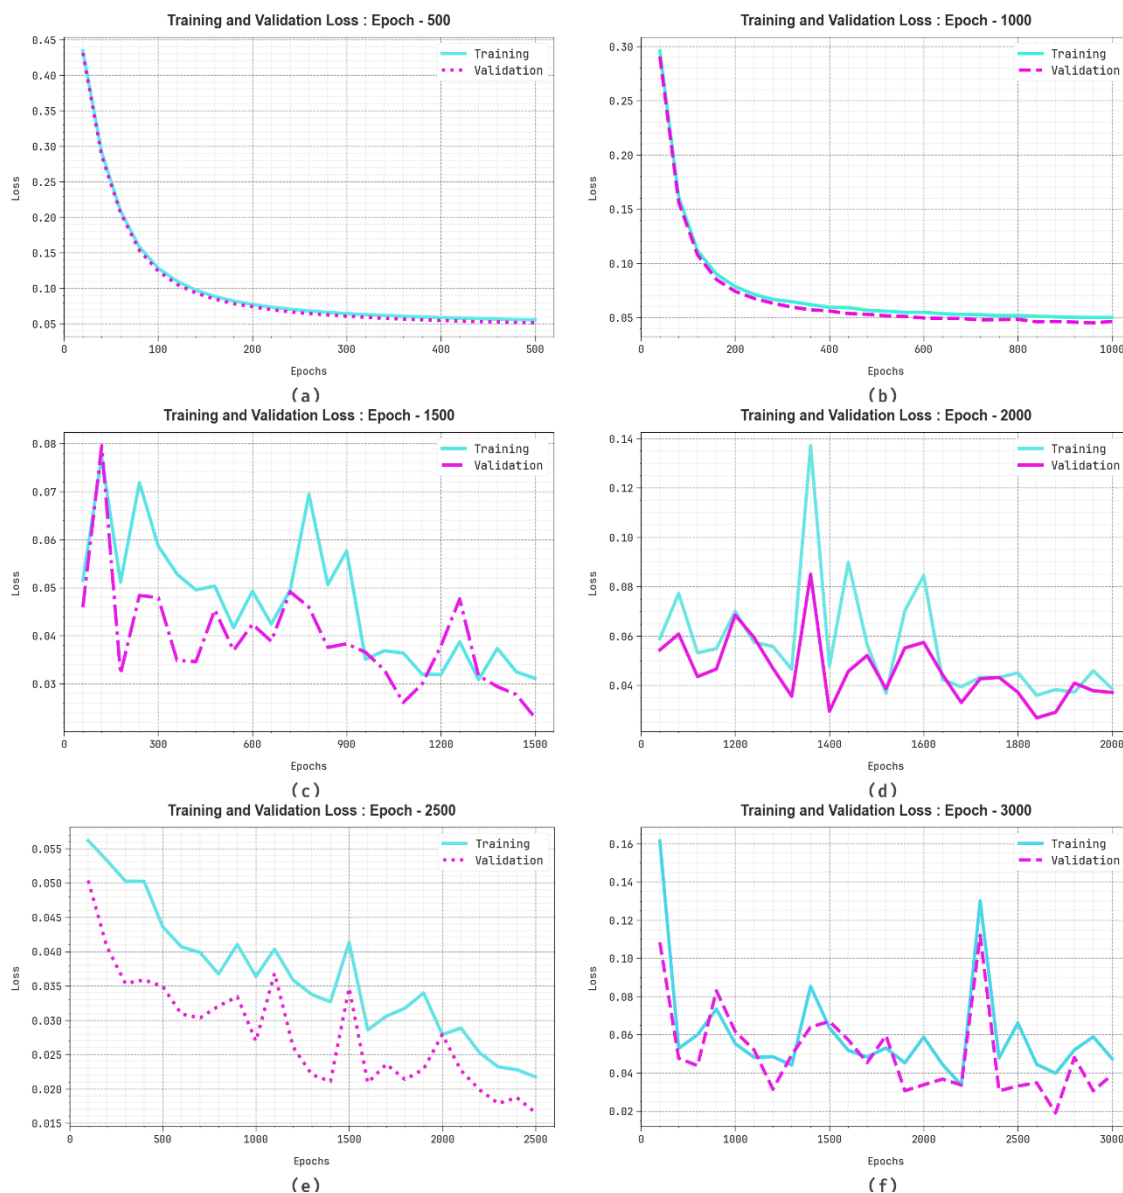 Training and Validation Loss : Epoch - 500
0.45
0.40
0.35
0.30
0.25
0.20
0.15
0.10
0.05
Loss
Training
Validation
0 100 200 300 400 500
Epochs
(a)
Training and Validation Loss : Epoch - 1000
0.30
0.25
0.20
0.15
0.10
0.05
Loss
Training
Validation
0 200 400 600 800 1000
Epochs
(b)
Training and Validation Loss : Epoch - 1500
0.08
0.07
0.06
0.05
0.04
0.03
Loss
Training
Validation
0 300 600 900 1200 1500
Epochs
(c)
Training and Validation Loss : Epoch - 2000
0.14
0.12
0.10
0.08
0.06
0.04
Loss
Training
Validation
0 1200 1400 1600 1800 2000
Epochs
(d)
Training and Validation Loss : Epoch - 2500
0.055
0.050
0.045
0.040
0.035
0.030
0.025
0.020
0.015
Loss
Training
Validation
0 500 1000 1500 2000 2500
Epochs
(e)
Training and Validation Loss : Epoch - 3000
0.16
0.14
0.12
0.10
0.08
0.06
0.04
0.02
Loss
Training
Validation
0 1000 1500 2000 2500 3000
Epochs
(f)